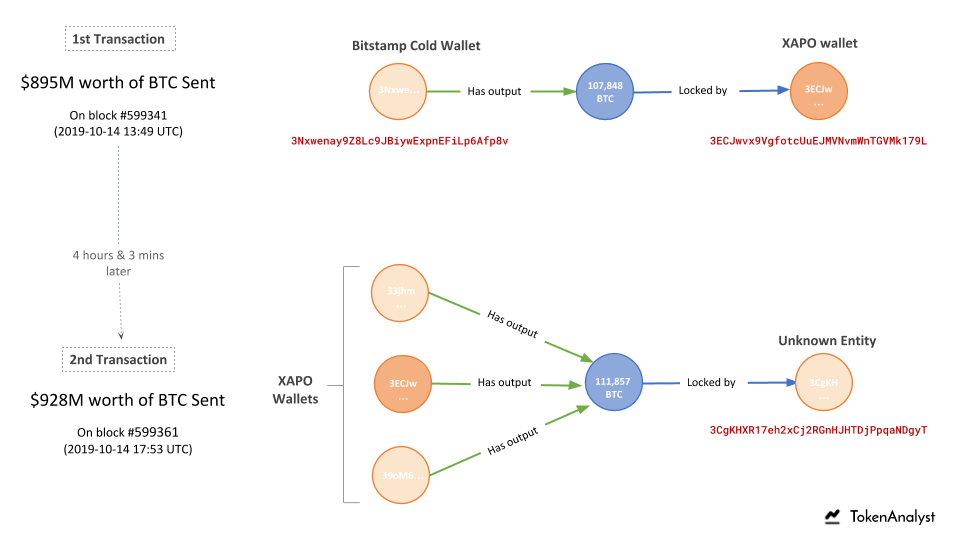 1st Transaction
$895M worth of BTC Sent
On block #599341
(2019-10-14 13:49 UTC)
Bitstamp Cold Wallet
3Nxwe...
Has output
107,848
BTC
Locked by
XAPO wallet
3ECJw
...
3Nxwenay9Z8Lc9JBiywExpnEFiLp6Afp8v
3ECJwvx9VgfotcUuEJMVNvmWnTGVMk179L
4 hours & 3 mins
later
2nd Transaction
$928M worth of BTC Sent
On block #599361
(2019-10-14 17:53 UTC)
XAPO
Wallets
33jhm
...
Has output
3ECJw
...
Has output
39oM6...
Has output
111,857
BTC
Locked by
Unknown Entity
3CgKH
...
3CgKHXR17eh2xCj2RGnHJHTDjPpqaNDgyT
TokenAnalyst